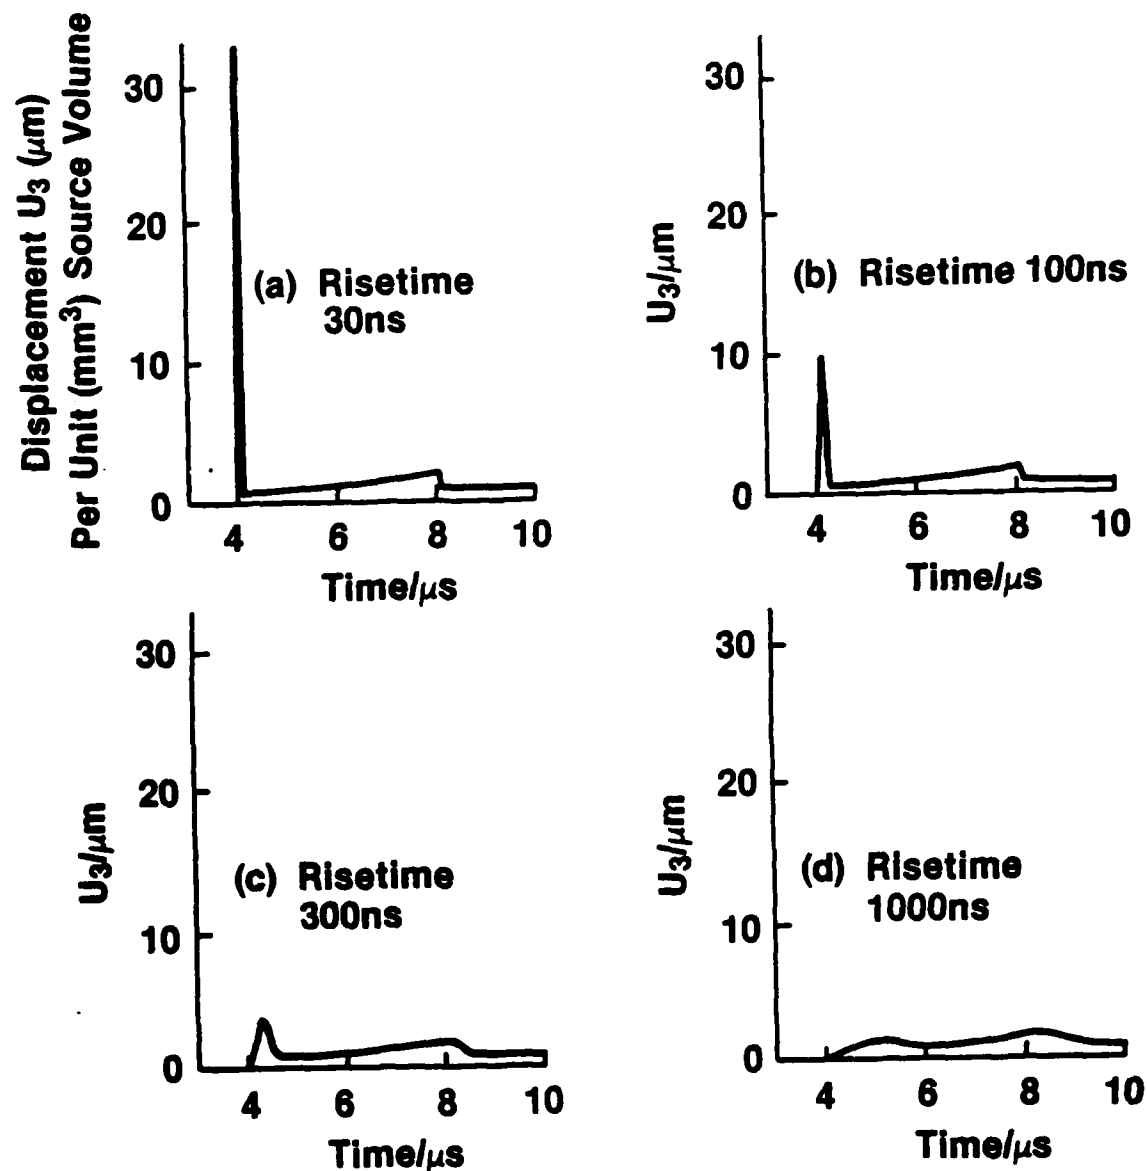 Displacement U3 (μm)
Per Unit (mm³) Source Volume
30
20
10
0
(a) Risetime
30ns
4 6 8 10
Time/μs
U3/μm
30
20
10
0
(b) Risetime 100ns
4 6 8 10
Time/μs
U3/μm
30
20
10
0
(c) Risetime
300ns
4 6 8 10
Time/μs
U3/μm
30
20
10
0
(d) Risetime
1000ns
4 6 8 10
Time/μs